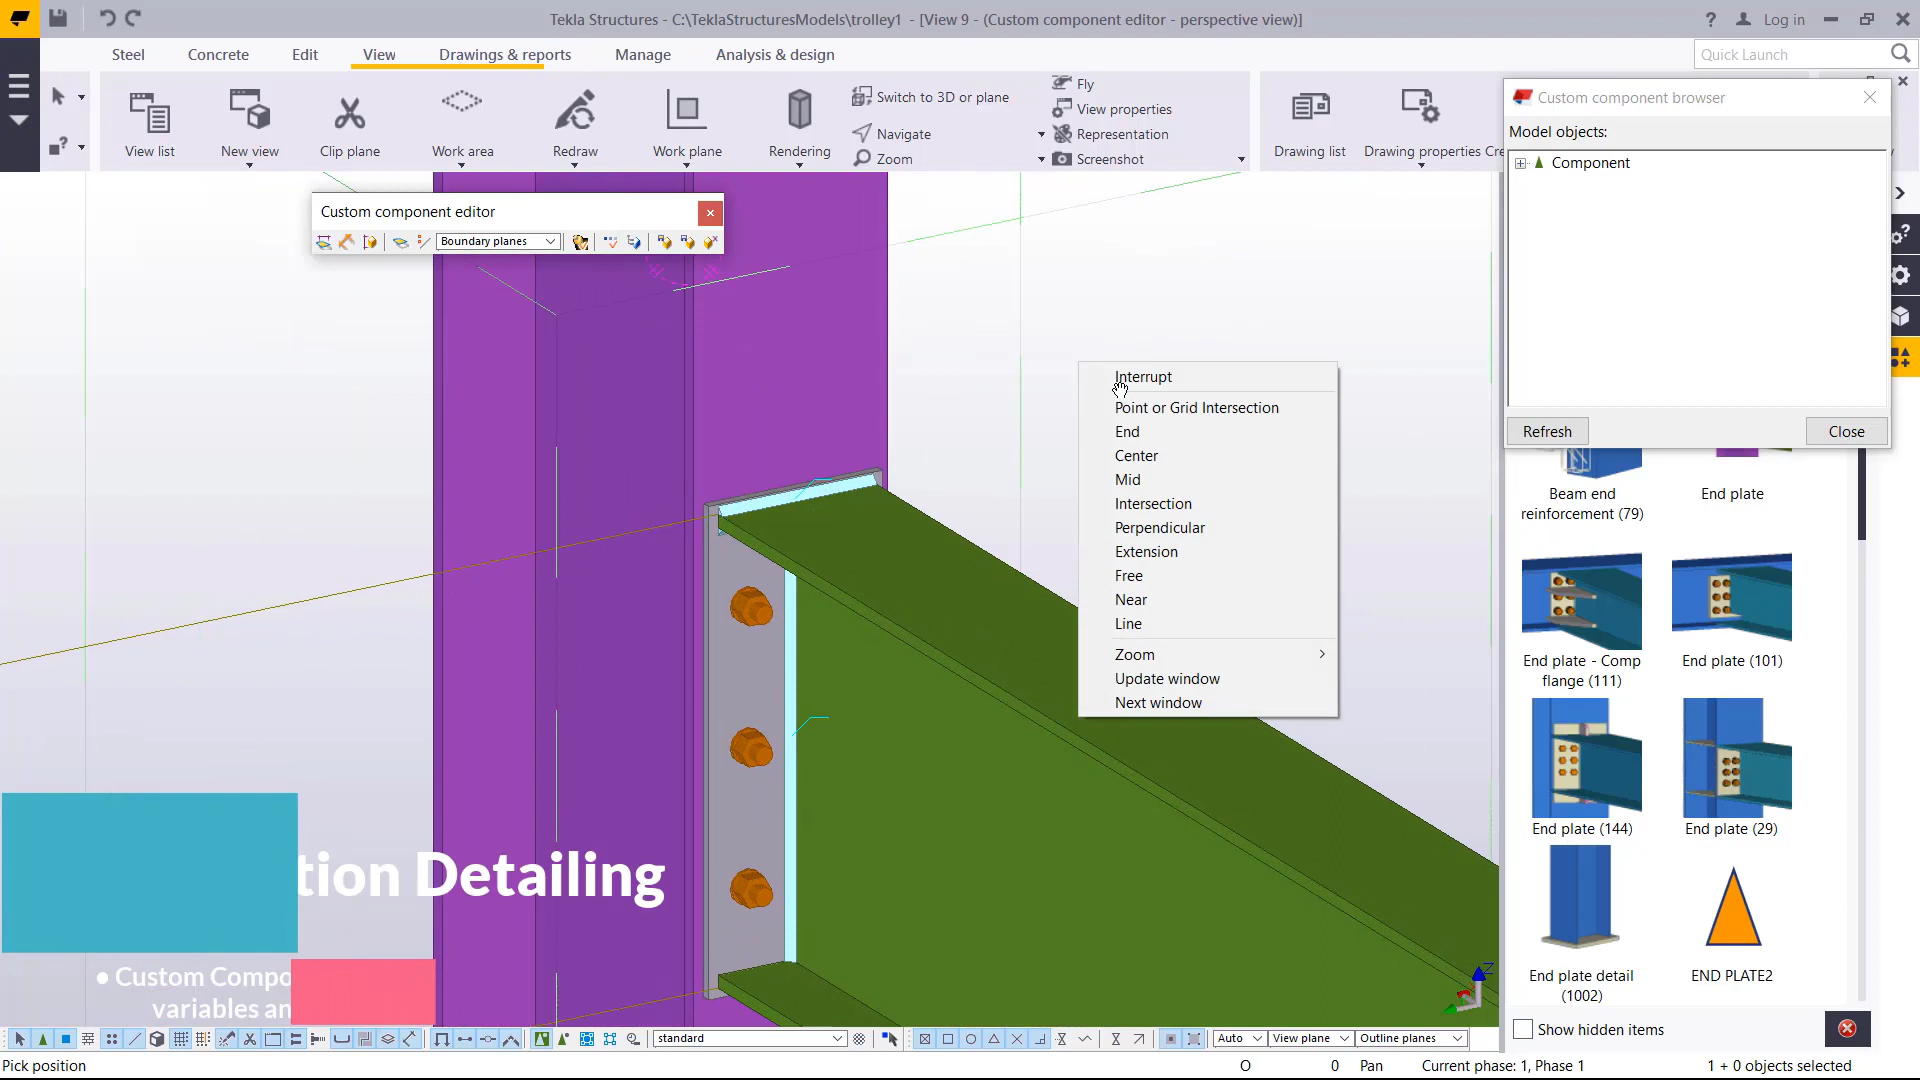 Tekla Structures - C:\TeklaStructuresModels\trolley1 - [View 9 - (Custom component editor - perspective view)]
? Log in
Steel Concrete Edit View Drawings & reports Manage Analysis & design
Quick Launch
View list
New view
Clip plane
Work area
Redraw
Work plane
Rendering
Switch to 3D or plane
Navigate
Zoom
Fly
View properties
Representation
Screenshot
Drawing list
Drawing properties
Custom component browser
Model objects:
Component
Refresh
Close
Custom component editor
Boundary planes
Interrupt
Point or Grid Intersection
End
Center
Mid
Intersection
Perpendicular
Extension
Free
Near
Line
Zoom
Update window
Next window
Beam end
reinforcement (79)
End plate
End plate - Comp
flange (111)
End plate (101)
End plate (144)
End plate (29)
End plate detail
(1002)
END PLATE2
Show hidden items
tion Detailing
• Custom Compo
variables an
standard
Auto
View plane
Outline planes
Pick position
O 0 Pan Current phase: 1, Phase 1 1 + 0 objects selected
Z